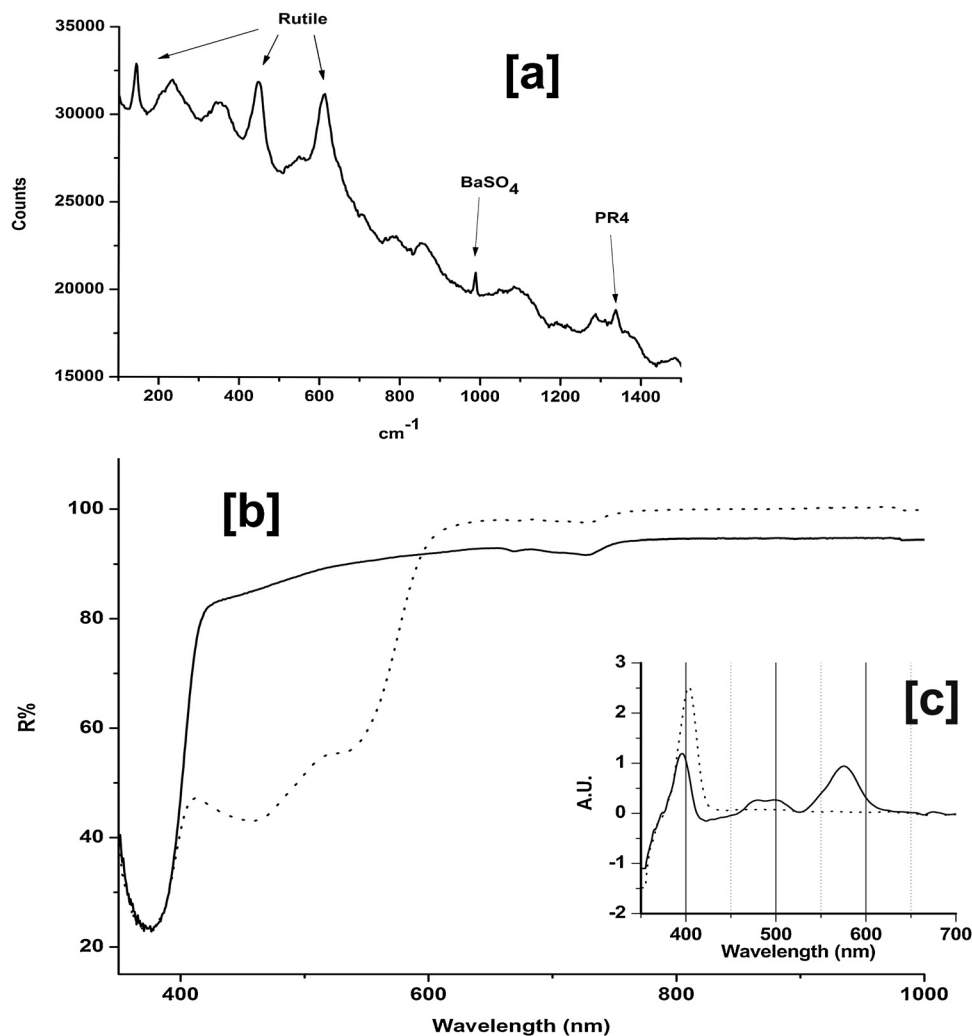 35000
30000
25000
20000
15000
Counts
Rutile
[a]
BaSO4
PR4
200 400 600 800 1000 1200 1400
cm-1
100
80
60
40
20
R%
[b]
400 600 800 1000
Wavelength (nm)
3
2
1
0
-1
-2
A.U.
[c]
400 500 600 700
Wavelength (nm)